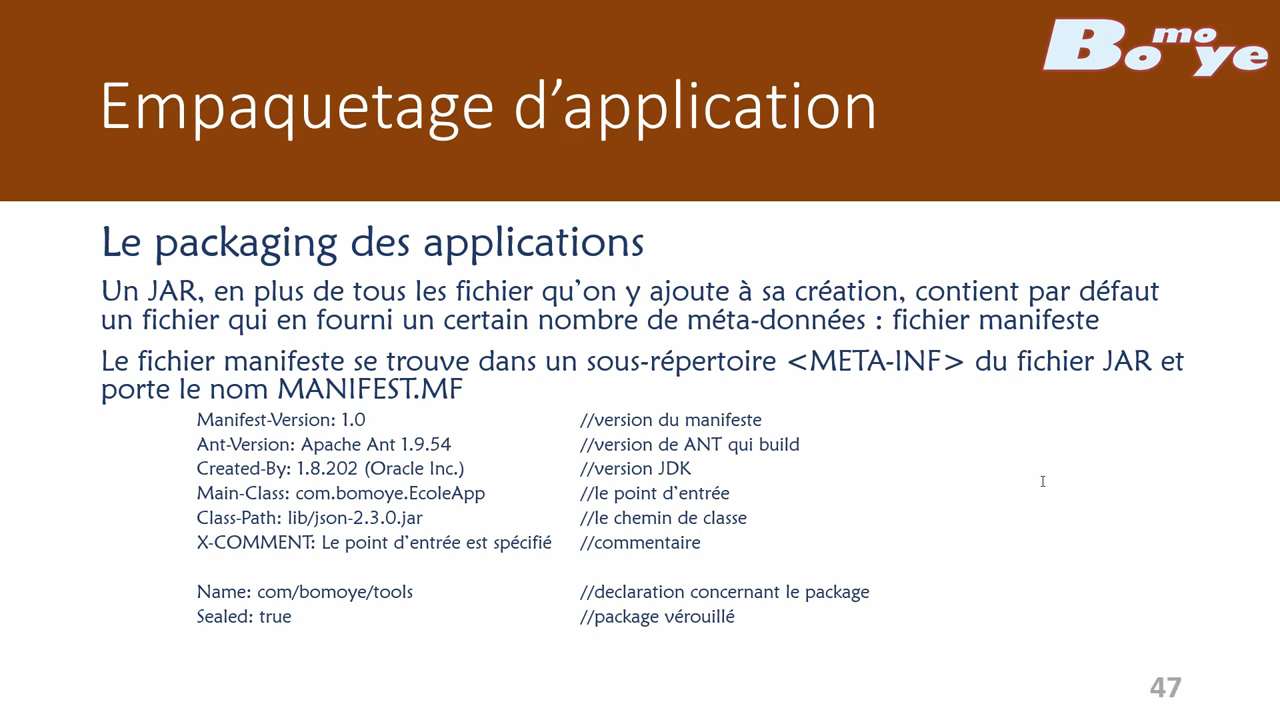 Bomoye
Empaquetage d’application
Le packaging des applications
Un JAR, en plus de tous les fichier qu’on y ajoute à sa création, contient par défaut
un fichier qui en fourni un certain nombre de méta-données : fichier manifeste
Le fichier manifeste se trouve dans un sous-répertoire <META-INF> du fichier JAR et
porte le nom MANIFEST.MF
Manifest-Version: 1.0 //version du manifeste
Ant-Version: Apache Ant 1.9.54 //version de ANT qui build
Created-By: 1.8.202 (Oracle Inc.) //version JDK
Main-Class: com.bomoye.EcoleApp //le point d’entrée
Class-Path: lib/json-2.3.0.jar //le chemin de classe
X-COMMENT: Le point d’entrée est spécifié //commentaire
Name: com/bomoye/tools //declaration concernant le package
Sealed: true //package vérouillé
47